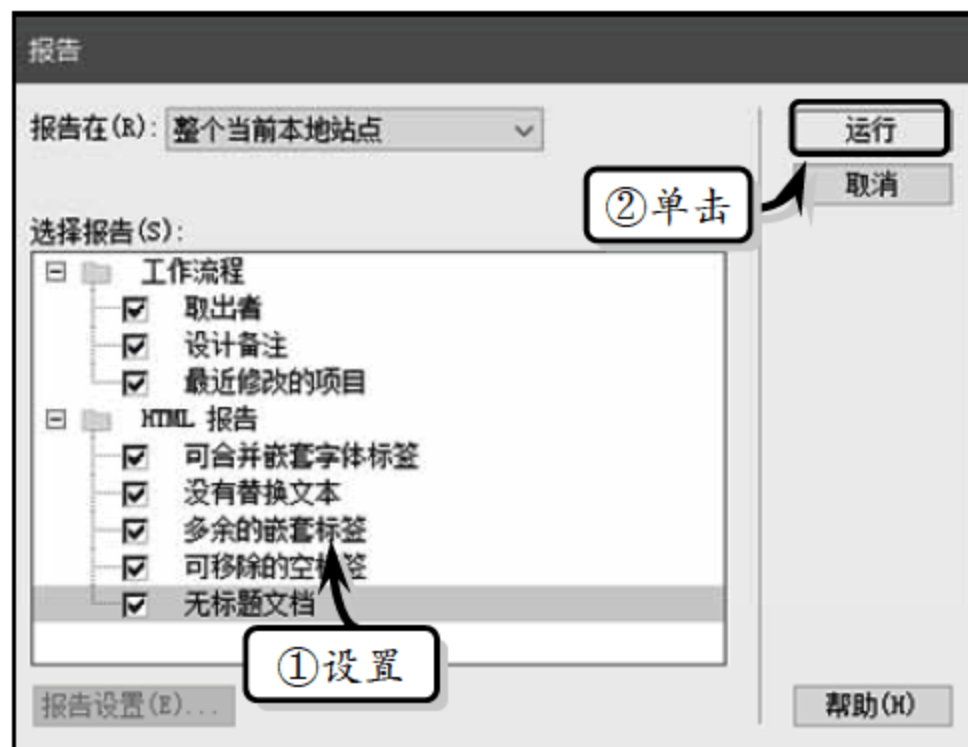 报告
报告在(R): 整个当前本地站点
运行
取消
②单击
选择报告(S):
工作流程
取出者
设计备注
最近修改的项目
HTML 报告
可合并嵌套字体标签
没有替换文本
多余的嵌套标签
可移除的空标签
无标题文档
①设置
报告设置(E)...
帮助(H)